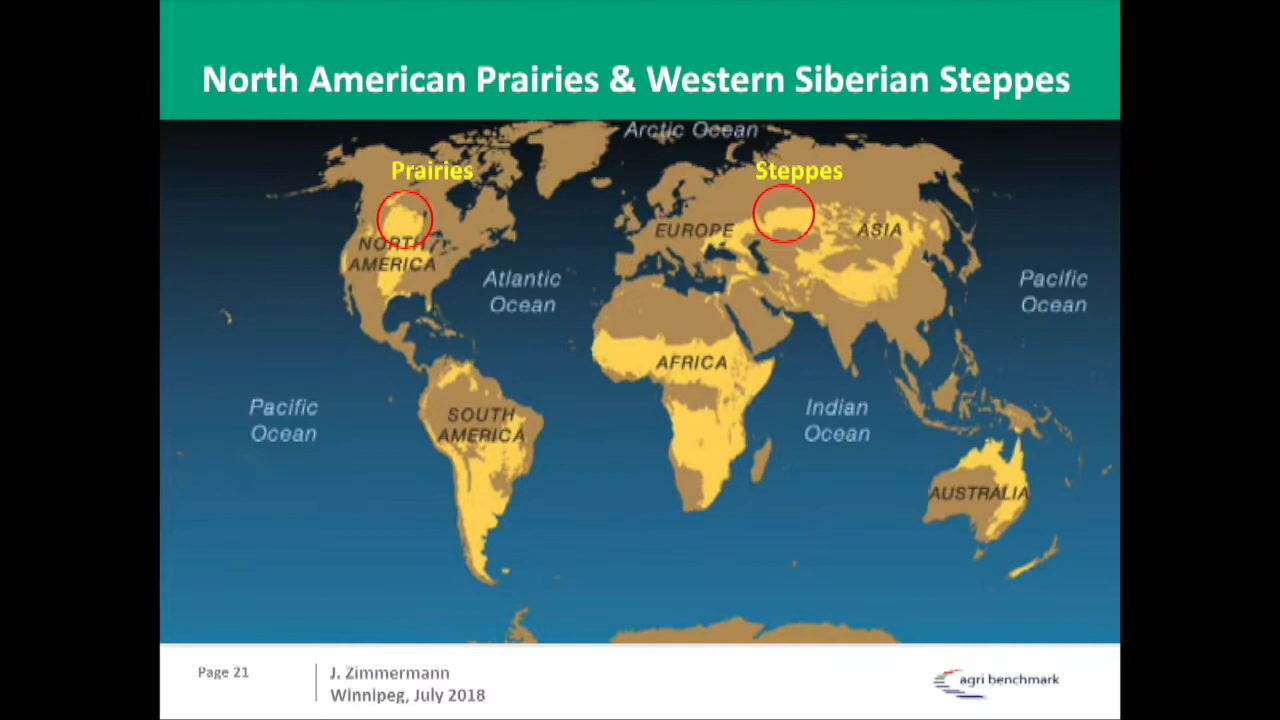 North American Prairies & Western Siberian Steppes
Arctic Ocean
Prairies
Steppes
NORTH
AMERICA
EUROPE
ASIA
Atlantic
Ocean
Pacific
Ocean
AFRICA
Pacific
Ocean
SOUTH
AMERICA
Indian
Ocean
AUSTRALIA
Page 21
J. Zimmermann
Winnipeg, July 2018
agri benchmark